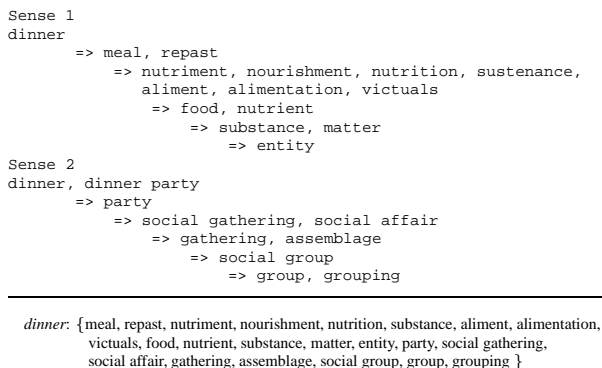 Sense 1
dinner
=> meal, repast
=> nutriment, nourishment, nutrition, sustenance,
aliment, alimentation, victuals
=> food, nutrient
=> substance, matter
=> entity
Sense 2
dinner, dinner party
=> party
=> social gathering, social affair
=> gathering, assemblage
=> social group
=> group, grouping
dinner: {meal, repast, nutriment, nourishment, nutrition, substance, aliment, alimentation,
victuals, food, nutrient, substance, matter, entity, party, social gathering,
social affair, gathering, assemblage, social group, group, grouping }